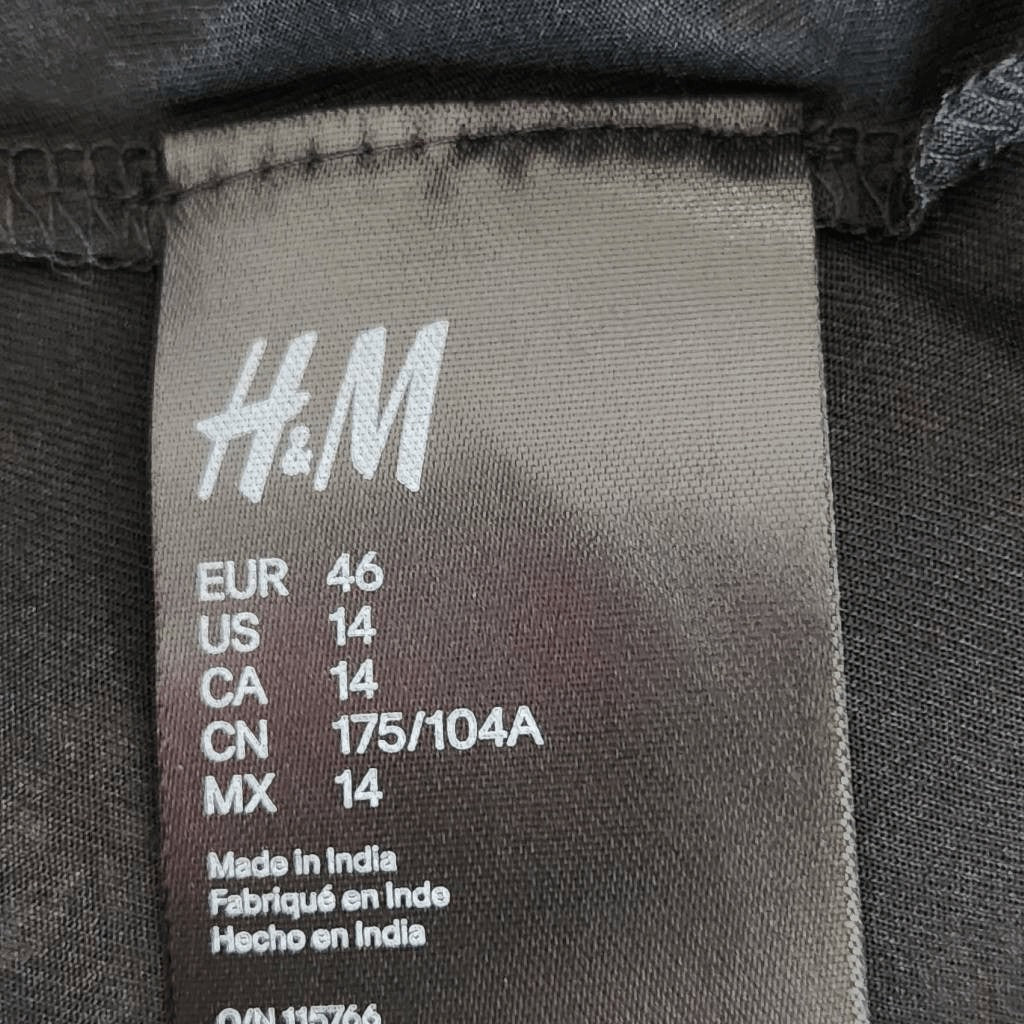 H&M
EUR 46
US 14
CA 14
CN 175/104A
MX 14
Made in India
Fabriqué en Inde
Hecho en India
O/N 115766